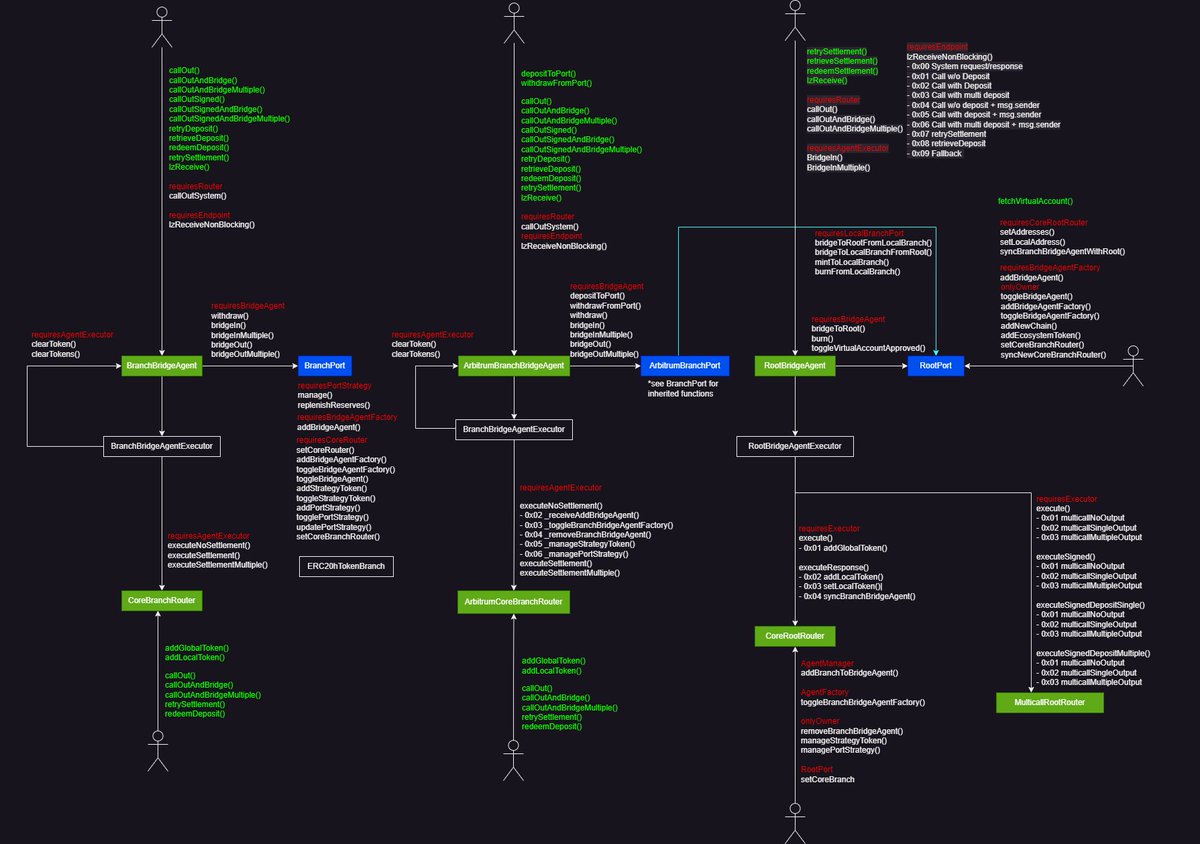 callOut()
callOutAndBridge()
callOutAndBridgeMultiple()
callOutSigned()
callOutSignedAndBridge()
callOutSignedAndBridgeMultiple()
retryDeposit()
retrieveDeposit()
redeemDeposit()
retrySettlement()
lzReceive()
requiresRouter
callOutSystem()
requiresEndpoint
lzReceiveNonBlocking()
requiresAgentExecutor
clearToken()
clearTokens()
requiresBridgeAgent
withdraw()
bridgeIn()
bridgeInMultiple()
bridgeOut()
bridgeOutMultiple()
BranchBridgeAgent
BranchPort
requiresPortStrategy
manage()
replenishReserves()
requiresBridgeAgentFactory
addBridgeAgent()
requiresCoreRouter
setCoreRouter()
addBridgeAgentFactory()
toggleBridgeAgentFactory()
toggleBridgeAgent()
addStrategyToken()
toggleStrategyToken()
addPortStrategy()
togglePortStrategy()
updatePortStrategy()
setCoreBranchRouter()
ERC20hTokenBranch
BranchBridgeAgentExecutor
requiresAgentExecutor
executeNoSettlement()
executeSettlement()
executeSettlementMultiple()
CoreBranchRouter
addGlobalToken()
addLocalToken()
callOut()
callOutAndBridge()
callOutAndBridgeMultiple()
retrySettlement()
redeemDeposit()
depositToPort()
withdrawFromPort()
callOut()
callOutAndBridge()
callOutAndBridgeMultiple()
callOutSigned()
callOutSignedAndBridge()
callOutSignedAndBridgeMultiple()
retryDeposit()
retrieveDeposit()
redeemDeposit()
retrySettlement()
lzReceive()
requiresRouter
callOutSystem()
requiresEndpoint
lzReceiveNonBlocking()
requiresAgentExecutor
clearToken()
clearTokens()
requiresBridgeAgent
depositToPort()
withdrawFromPort()
withdraw()
bridgeIn()
bridgeInMultiple()
bridgeOut()
bridgeOutMultiple()
ArbitrumBranchBridgeAgent
ArbitrumBranchPort
*see BranchPort for
inherited functions
BranchBridgeAgentExecutor
requiresAgentExecutor
executeNoSettlement()
- 0x02 _receiveAddBridgeAgent()
- 0x03 _toggleBranchBridgeAgentFactory()
- 0x04 _removeBranchBridgeAgent()
- 0x05 _manageStrategyToken()
- 0x06 _managePortStrategy()
executeSettlement()
executeSettlementMultiple()
ArbitrumCoreBranchRouter
addGlobalToken()
addLocalToken()
callOut()
callOutAndBridge()
callOutAndBridgeMultiple()
retrySettlement()
redeemDeposit()
retrySettlement()
retrieveSettlement()
redeemSettlement()
lzReceive()
requiresRouter
callOut()
callOutAndBridge()
callOutAndBridgeMultiple()
requiresAgentExecutor
BridgeIn()
BridgeInMultiple()
requiresEndpoint
lzReceiveNonBlocking()
- 0x00 System request/response
- 0x01 Call w/o Deposit
- 0x02 Call with Deposit
- 0x03 Call with multi deposit
- 0x04 Call w/o deposit + msg.sender
- 0x05 Call with deposit + msg.sender
- 0x06 Call with multi deposit + msg.sender
- 0x07 retrySettlement
- 0x08 retrieveDeposit
- 0x09 Fallback
requiresLocalBranchPort
bridgeToRootFromLocalBranch()
bridgeToLocalBranchFromRoot()
mintToLocalBranch()
burnFromLocalBranch()
requiresBridgeAgent
bridgeToRoot()
burn()
toggleVirtualAccountApproved()
fetchVirtualAccount()
requiresCoreRootRouter
setAddresses()
setLocalAddress()
syncBranchBridgeAgentWithRoot()
requiresBridgeAgentFactory
addBridgeAgent()
onlyOwner
toggleBridgeAgent()
addBridgeAgentFactory()
toggleBridgeAgentFactory()
addNewChain()
addEcosystemToken()
setCoreBranchRouter()
syncNewCoreBranchRouter()
RootBridgeAgent
RootPort
RootBridgeAgentExecutor
requiresExecutor
execute()
- 0x01 addGlobalToken()
executeResponse()
- 0x02 addLocalToken()
- 0x03 setLocalToken()
- 0x04 syncBranchBridgeAgent()
CoreRootRouter
AgentManager
addBranchToBridgeAgent()
AgentFactory
toggleBranchBridgeAgentFactory()
onlyOwner
removeBranchBridgeAgent()
manageStrategyToken()
managePortStrategy()
RootPort
setCoreBranch
requiresExecutor
execute()
- 0x01 multicallNoOutput
- 0x02 multicallSingleOutput
- 0x03 multicallMultipleOutput
executeSigned()
- 0x01 multicallNoOutput
- 0x02 multicallSingleOutput
- 0x03 multicallMultipleOutput
executeSignedDepositSingle()
- 0x01 multicallNoOutput
- 0x02 multicallSingleOutput
- 0x03 multicallMultipleOutput
executeSignedDepositMultiple()
- 0x01 multicallNoOutput
- 0x02 multicallSingleOutput
- 0x03 multicallMultipleOutput
MulticallRootRouter